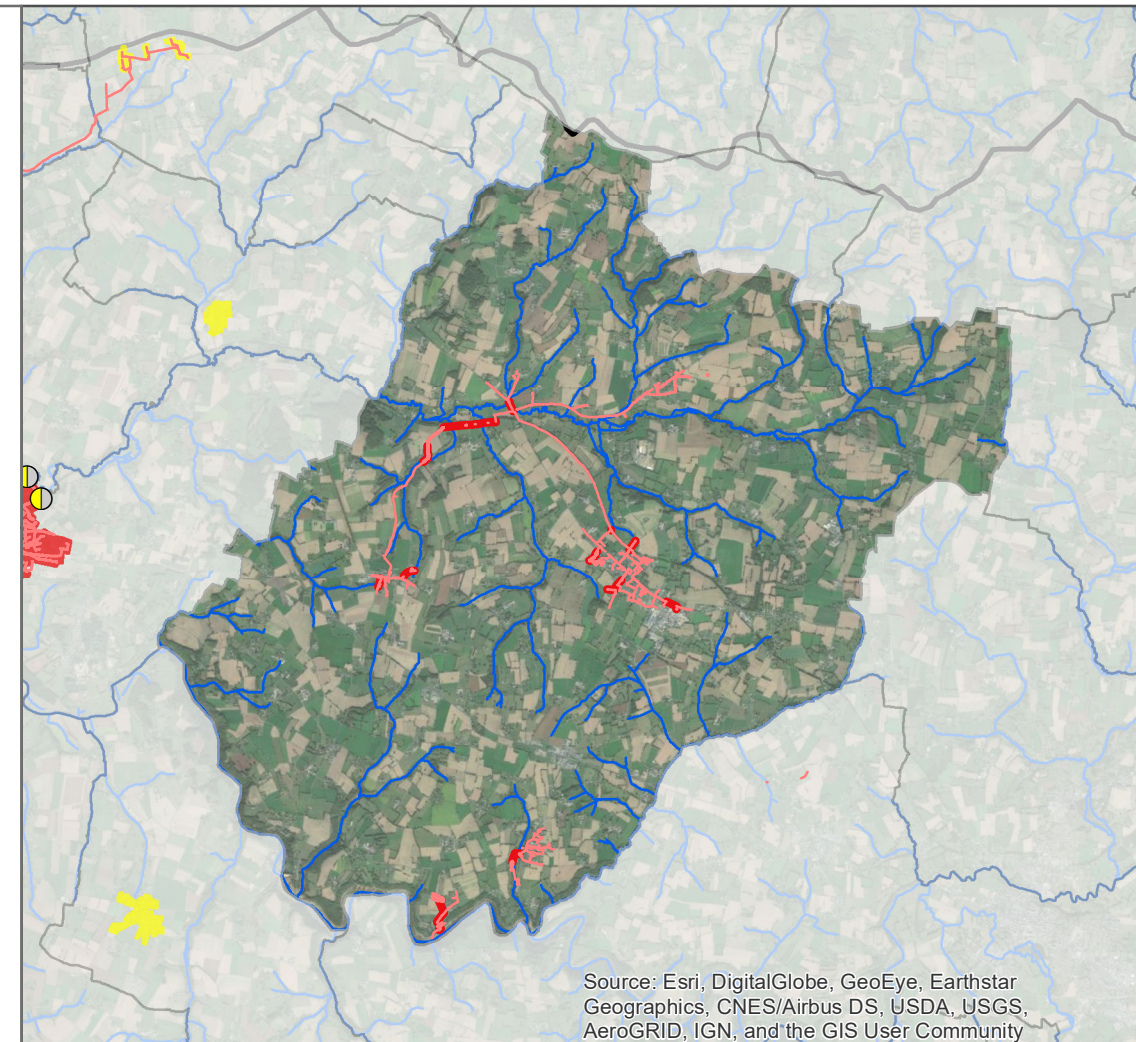 Source: Esri, DigitalGlobe, GeoEye, Earthstar
Geographics, CNES/Airbus DS, USDA, USGS,
AeroGRID, IGN, and the GIS User Community